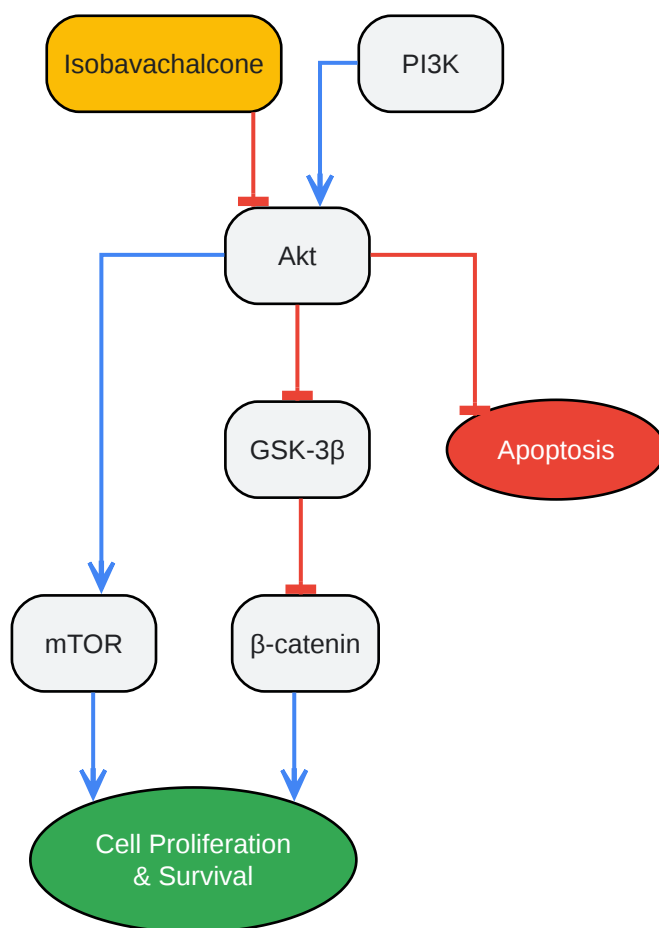 Isobavachalcone
PI3K
Akt
GSK-3β
Apoptosis
mTOR
β-catenin
Cell Proliferation
& Survival